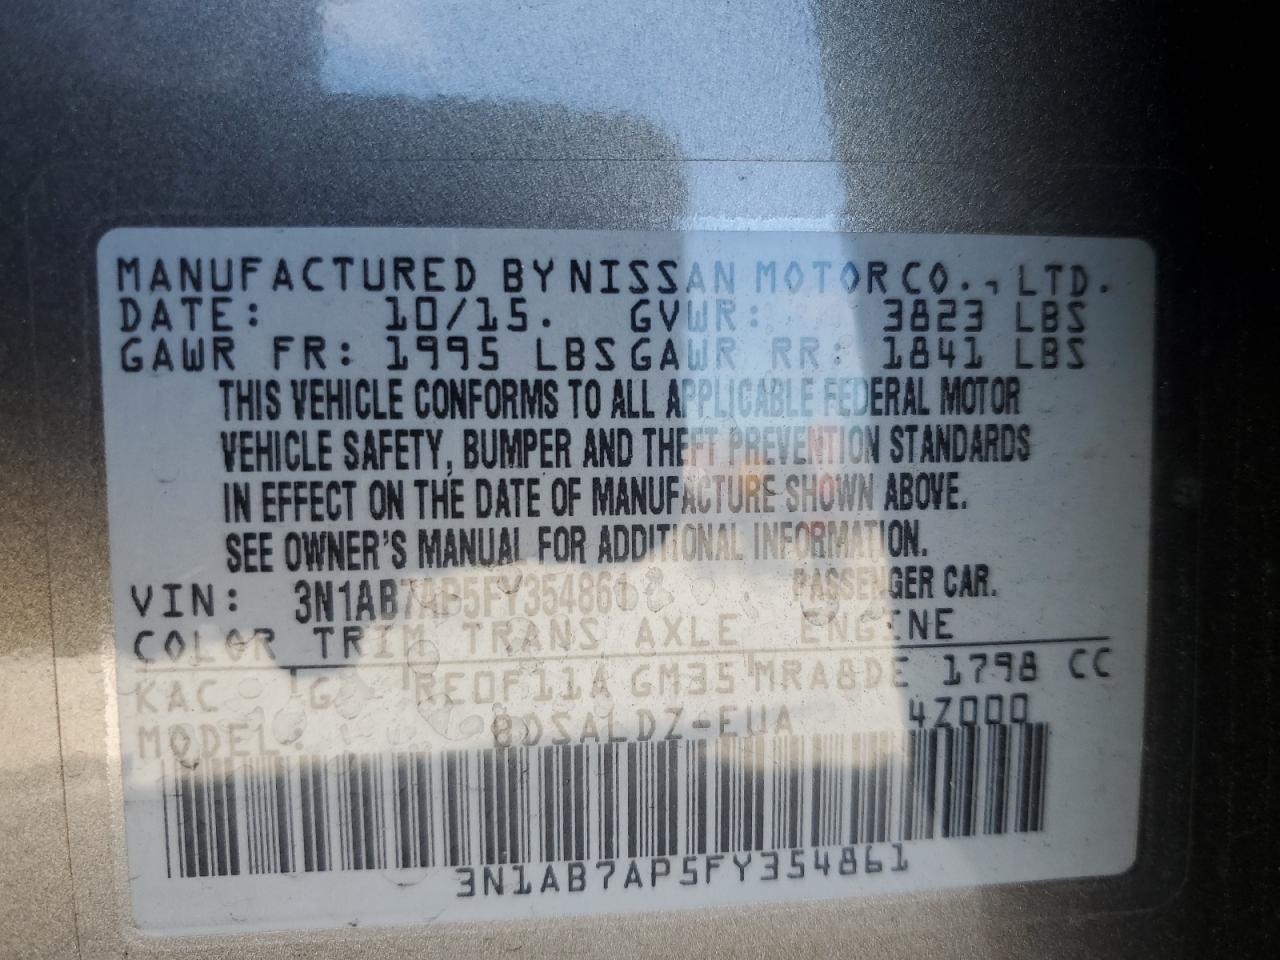 MANUFACTURED BY NISSAN MOTOR CO., LTD.
DATE: 10/15. GVWR: 3823 LBS
GAWR FR: 1995 LBS GAWR RR: 1841 LBS
THIS VEHICLE CONFORMS TO ALL APPLICABLE FEDERAL MOTOR
VEHICLE SAFETY, BUMPER AND THEFT PREVENTION STANDARDS
IN EFFECT ON THE DATE OF MANUFACTURE SHOWN ABOVE.
SEE OWNER'S MANUAL FOR ADDITIONAL INFORMATION.
VIN: 3N1AB7AP5FY354861 PASSENGER CAR.
COLOR TRIM TRANS AXLE ENGINE
KAC G RE0F11A GM35 MRA8DE 1798 CC
MODEL: BDSALDZ-EUA 4Z000
3N1AB7AP5FY354861